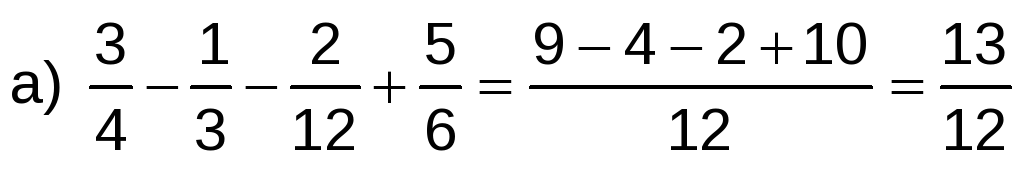 a) 3/4 − 1/3 − 2/12 + 5/6 = (9 − 4 − 2 + 10)/12 = 13/12